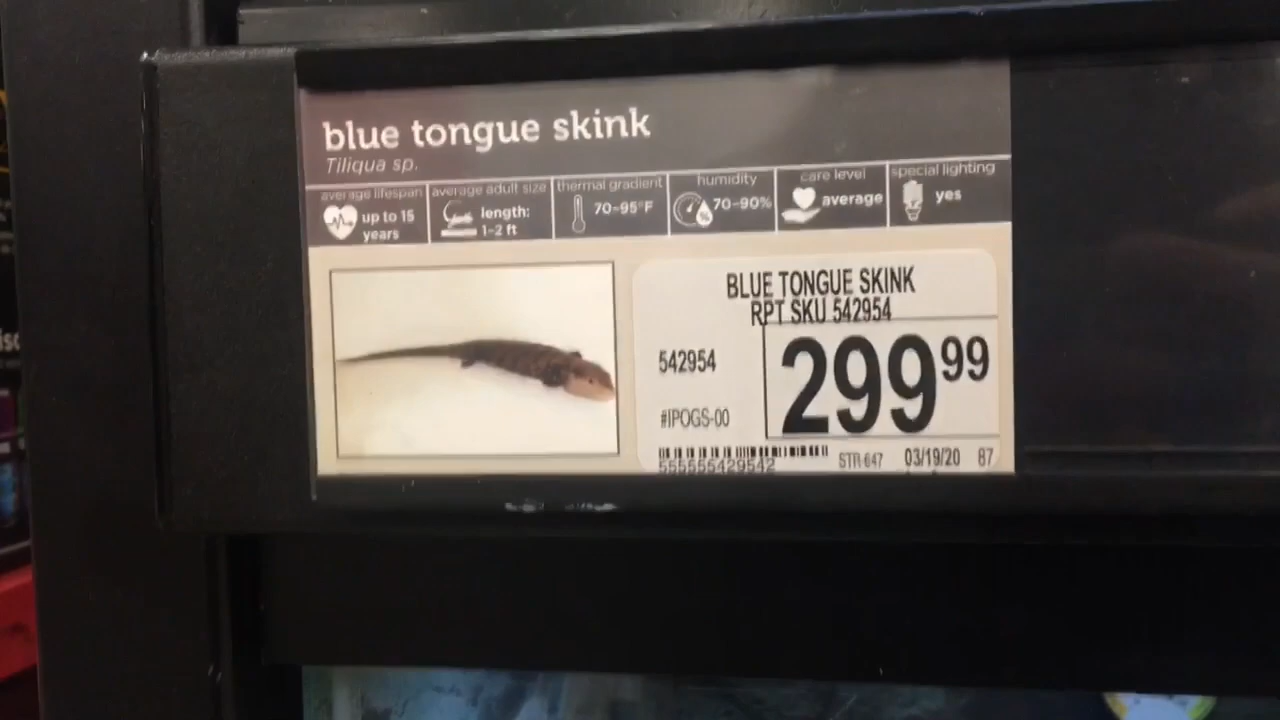 blue tongue skink
Tiliqua sp.
average lifespan
up to 15
years
average adult size
length:
1-2 ft
thermal gradient
70-95°F
humidity
%
70-90%
care level
average
special lighting
yes
BLUE TONGUE SKINK
RPT SKU 542954
542954
299 99
#IPOGS-00
555555429542
STR-647 03/19/20 87